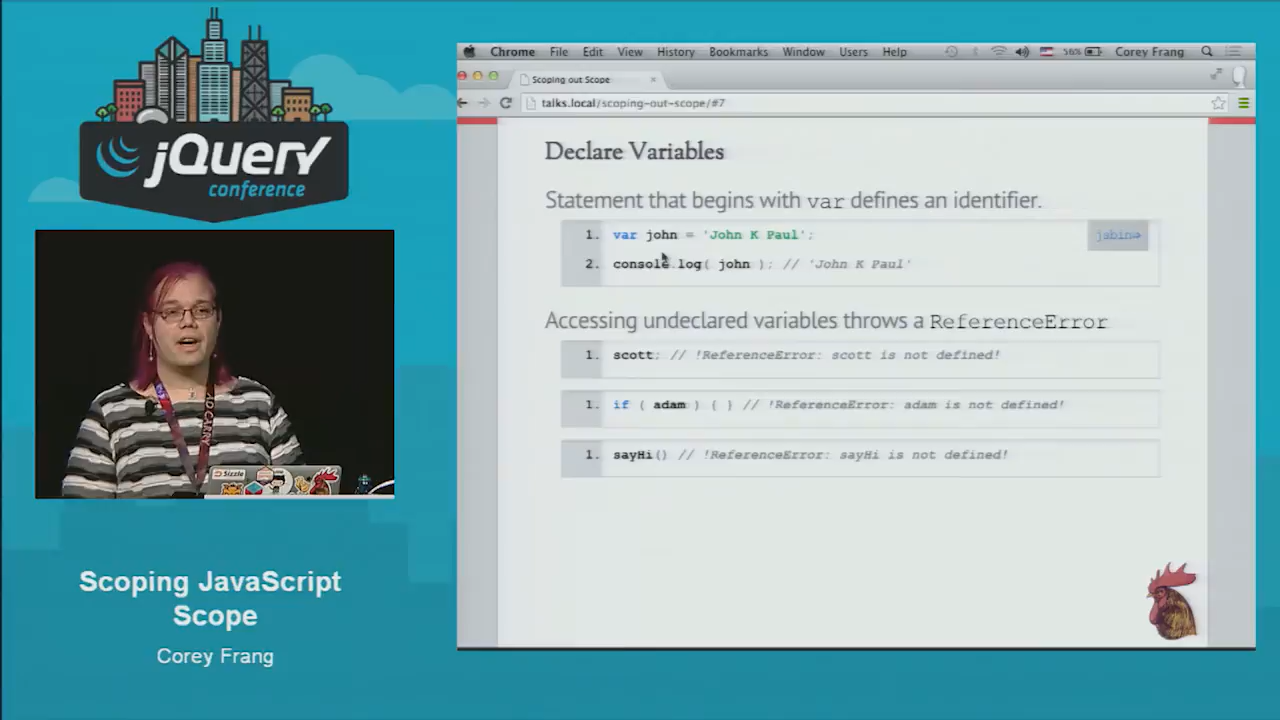 jQuery
conference
Scoping JavaScript
Scope
Corey Frang
Sizzle
Chrome File Edit View History Bookmarks Window Users Help 56% Corey Frang
Scoping out Scope
talks.local/scoping-out-scope/#7
Declare Variables
Statement that begins with var defines an identifier.
1. var john = 'John K Paul';
jsbin
2. console.log( john ); // 'John K Paul'
Accessing undeclared variables throws a ReferenceError
1. scott; // !ReferenceError: scott is not defined!
1. if ( adam ) { } // !ReferenceError: adam is not defined!
1. sayHi() // !ReferenceError: sayHi is not defined!